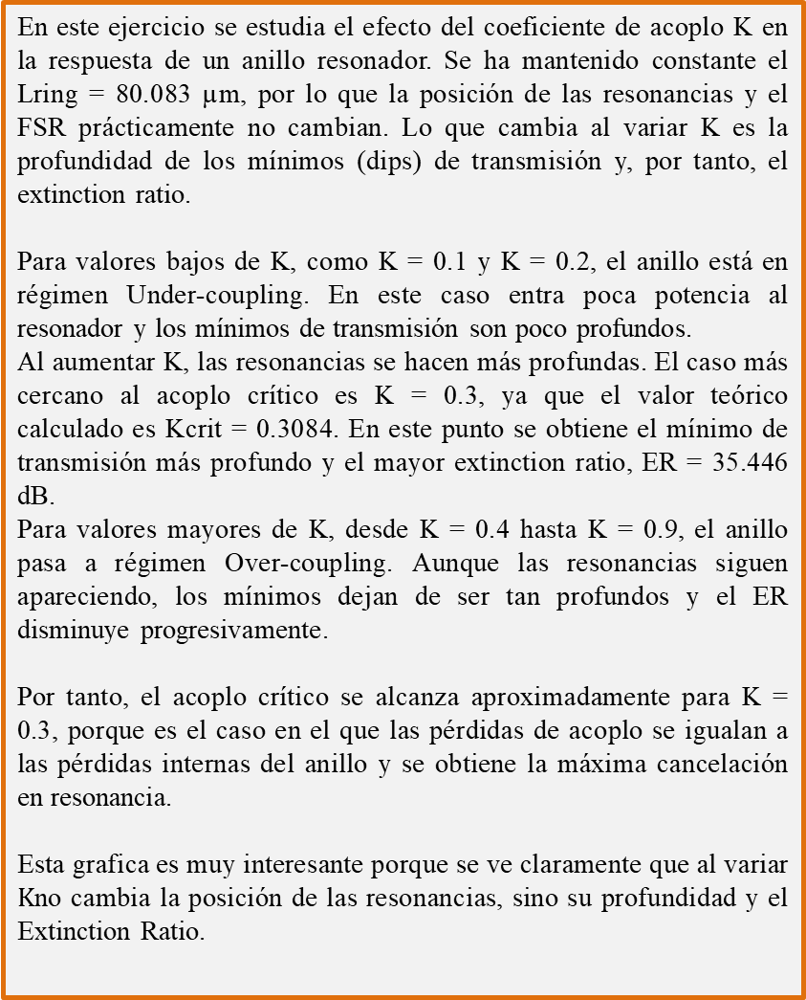 En este ejercicio se estudia el efecto del coeficiente de acoplo K en
la respuesta de un anillo resonador. Se ha mantenido constante el
Lring = 80.083 µm, por lo que la posición de las resonancias y el
FSR prácticamente no cambian. Lo que cambia al variar K es la
profundidad de los mínimos (dips) de transmisión y, por tanto, el
extinction ratio.
Para valores bajos de K, como K = 0.1 y K = 0.2, el anillo está en
régimen Under-coupling. En este caso entra poca potencia al
resonador y los mínimos de transmisión son poco profundos.
Al aumentar K, las resonancias se hacen más profundas. El caso más
cercano al acoplo crítico es K = 0.3, ya que el valor teórico
calculado es Kcrit = 0.3084. En este punto se obtiene el mínimo de
transmisión más profundo y el mayor extinction ratio, ER = 35.446
dB.
Para valores mayores de K, desde K = 0.4 hasta K = 0.9, el anillo
pasa a régimen Over-coupling. Aunque las resonancias siguen
apareciendo, los mínimos dejan de ser tan profundos y el ER
disminuye progresivamente.
Por tanto, el acoplo crítico se alcanza aproximadamente para K =
0.3, porque es el caso en el que las pérdidas de acoplo se igualan a
las pérdidas internas del anillo y se obtiene la máxima cancelación
en resonancia.
Esta grafica es muy interesante porque se ve claramente que al variar
Kno cambia la posición de las resonancias, sino su profundidad y el
Extinction Ratio.